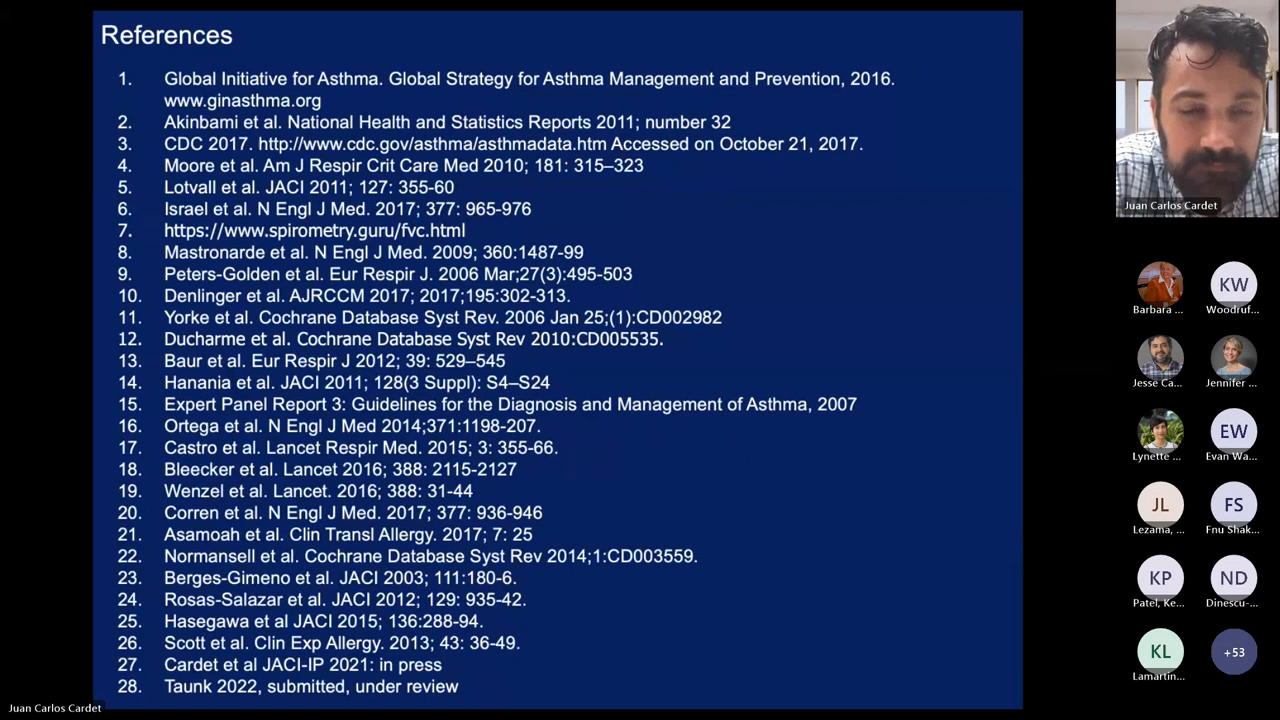 References
1. Global Initiative for Asthma. Global Strategy for Asthma Management and Prevention, 2016.
www.ginasthma.org
2. Akinbami et al. National Health and Statistics Reports 2011; number 32
3. CDC 2017. http://www.cdc.gov/asthma/asthmadata.htm Accessed on October 21, 2017.
4. Moore et al. Am J Respir Crit Care Med 2010; 181: 315–323
5. Lotvall et al. JACI 2011; 127: 355-60
6. Israel et al. N Engl J Med. 2017; 377: 965-976
7. https://www.spirometry.guru/fvc.html
8. Mastronarde et al. N Engl J Med. 2009; 360:1487-99
9. Peters-Golden et al. Eur Respir J. 2006 Mar;27(3):495-503
10. Denlinger et al. AJRCCM 2017; 2017;195:302-313.
11. Yorke et al. Cochrane Database Syst Rev. 2006 Jan 25;(1):CD002982
12. Ducharme et al. Cochrane Database Syst Rev 2010:CD005535.
13. Baur et al. Eur Respir J 2012; 39: 529–545
14. Hanania et al. JACI 2011; 128(3 Suppl): S4–S24
15. Expert Panel Report 3: Guidelines for the Diagnosis and Management of Asthma, 2007
16. Ortega et al. N Engl J Med 2014;371:1198-207.
17. Castro et al. Lancet Respir Med. 2015; 3: 355-66.
18. Bleecker et al. Lancet 2016; 388: 2115-2127
19. Wenzel et al. Lancet. 2016; 388: 31-44
20. Corren et al. N Engl J Med. 2017; 377: 936-946
21. Asamoah et al. Clin Transl Allergy. 2017; 7: 25
22. Normansell et al. Cochrane Database Syst Rev 2014;1:CD003559.
23. Berges-Gimeno et al. JACI 2003; 111:180-6.
24. Rosas-Salazar et al. JACI 2012; 129: 935-42.
25. Hasegawa et al JACI 2015; 136:288-94.
26. Scott et al. Clin Exp Allergy. 2013; 43: 36-49.
27. Cardet et al JACI-IP 2021: in press
28. Taunk 2022, submitted, under review
Juan Carlos Cardet
Juan Carlos Cardet
KW
Barbara ...
Woodruf...
Jesse Ca...
Jennifer ...
EW
Lynette ...
Evan Wa...
JL
FS
Lezama, ...
Fnu Shak...
KP
ND
Patel, Ke...
Dinescu-...
KL
+53
Lamartin...